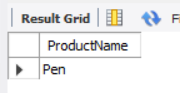 Result Grid
ProductName
Pen